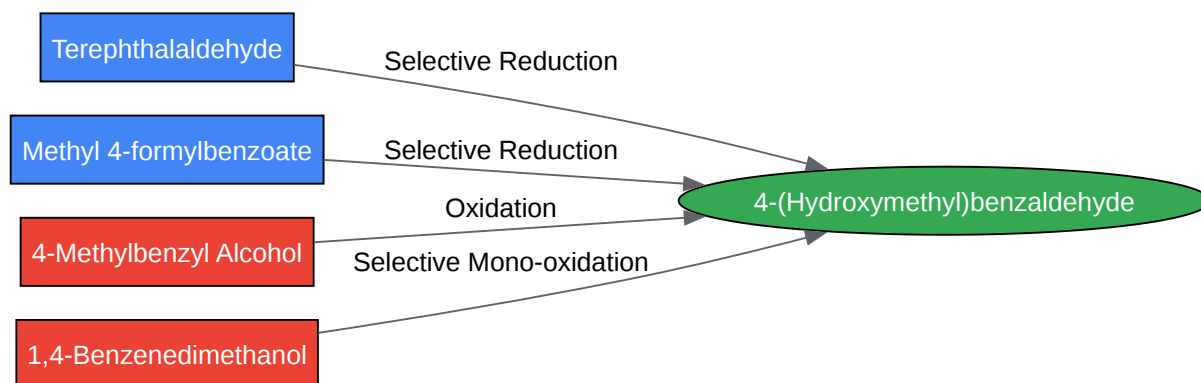 Terephthalaldehyde
Selective Reduction
Methyl 4-formylbenzoate
Selective Reduction
4-(Hydroxymethyl)benzaldehyde
Oxidation
4-Methylbenzyl Alcohol
Selective Mono-oxidation
1,4-Benzenedimethanol